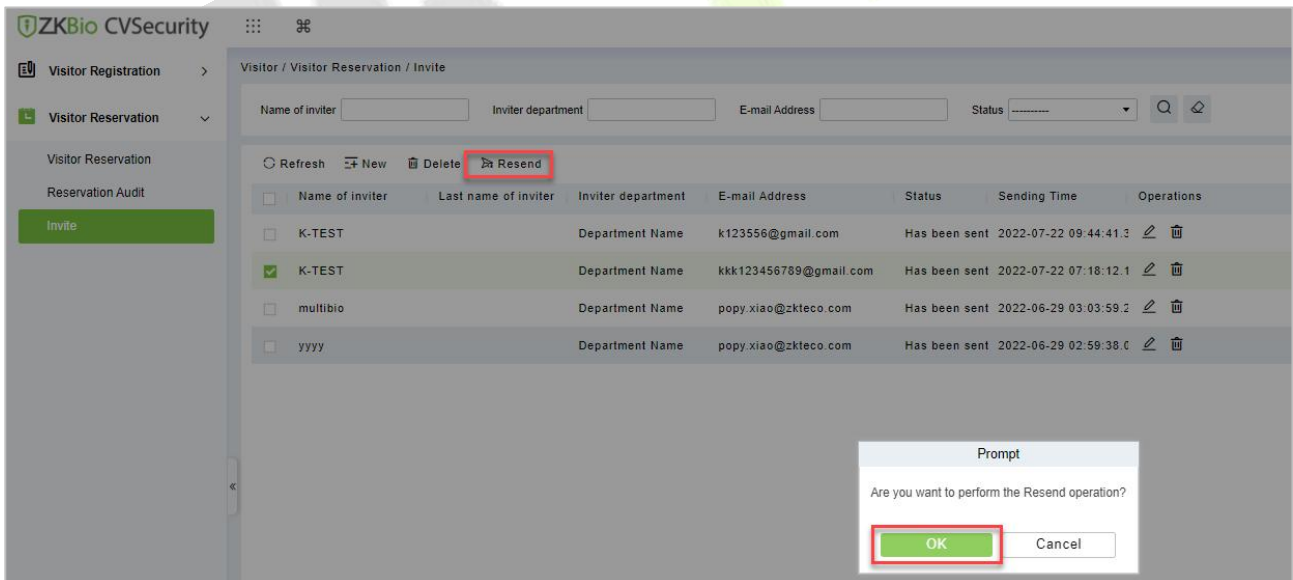 ZKBio CVSecurity
Visitor Registration
Visitor / Visitor Reservation / Invite
Name of inviter Inviter department E-mail Address Status ----------
Visitor Reservation
Visitor Reservation
Reservation Audit
Invite
Refresh New Delete Resend
Name of inviter Last name of inviter Inviter department E-mail Address Status Sending Time Operations
K-TEST Department Name k123556@gmail.com Has been sent 2022-07-22 09:44:41.3
K-TEST Department Name kkk123456789@gmail.com Has been sent 2022-07-22 07:18:12.1
multibio Department Name popy.xiao@zkteco.com Has been sent 2022-06-29 03:03:59.2
yyyy Department Name popy.xiao@zkteco.com Has been sent 2022-06-29 02:59:38.0
Prompt
Are you want to perform the Resend operation?
OK Cancel